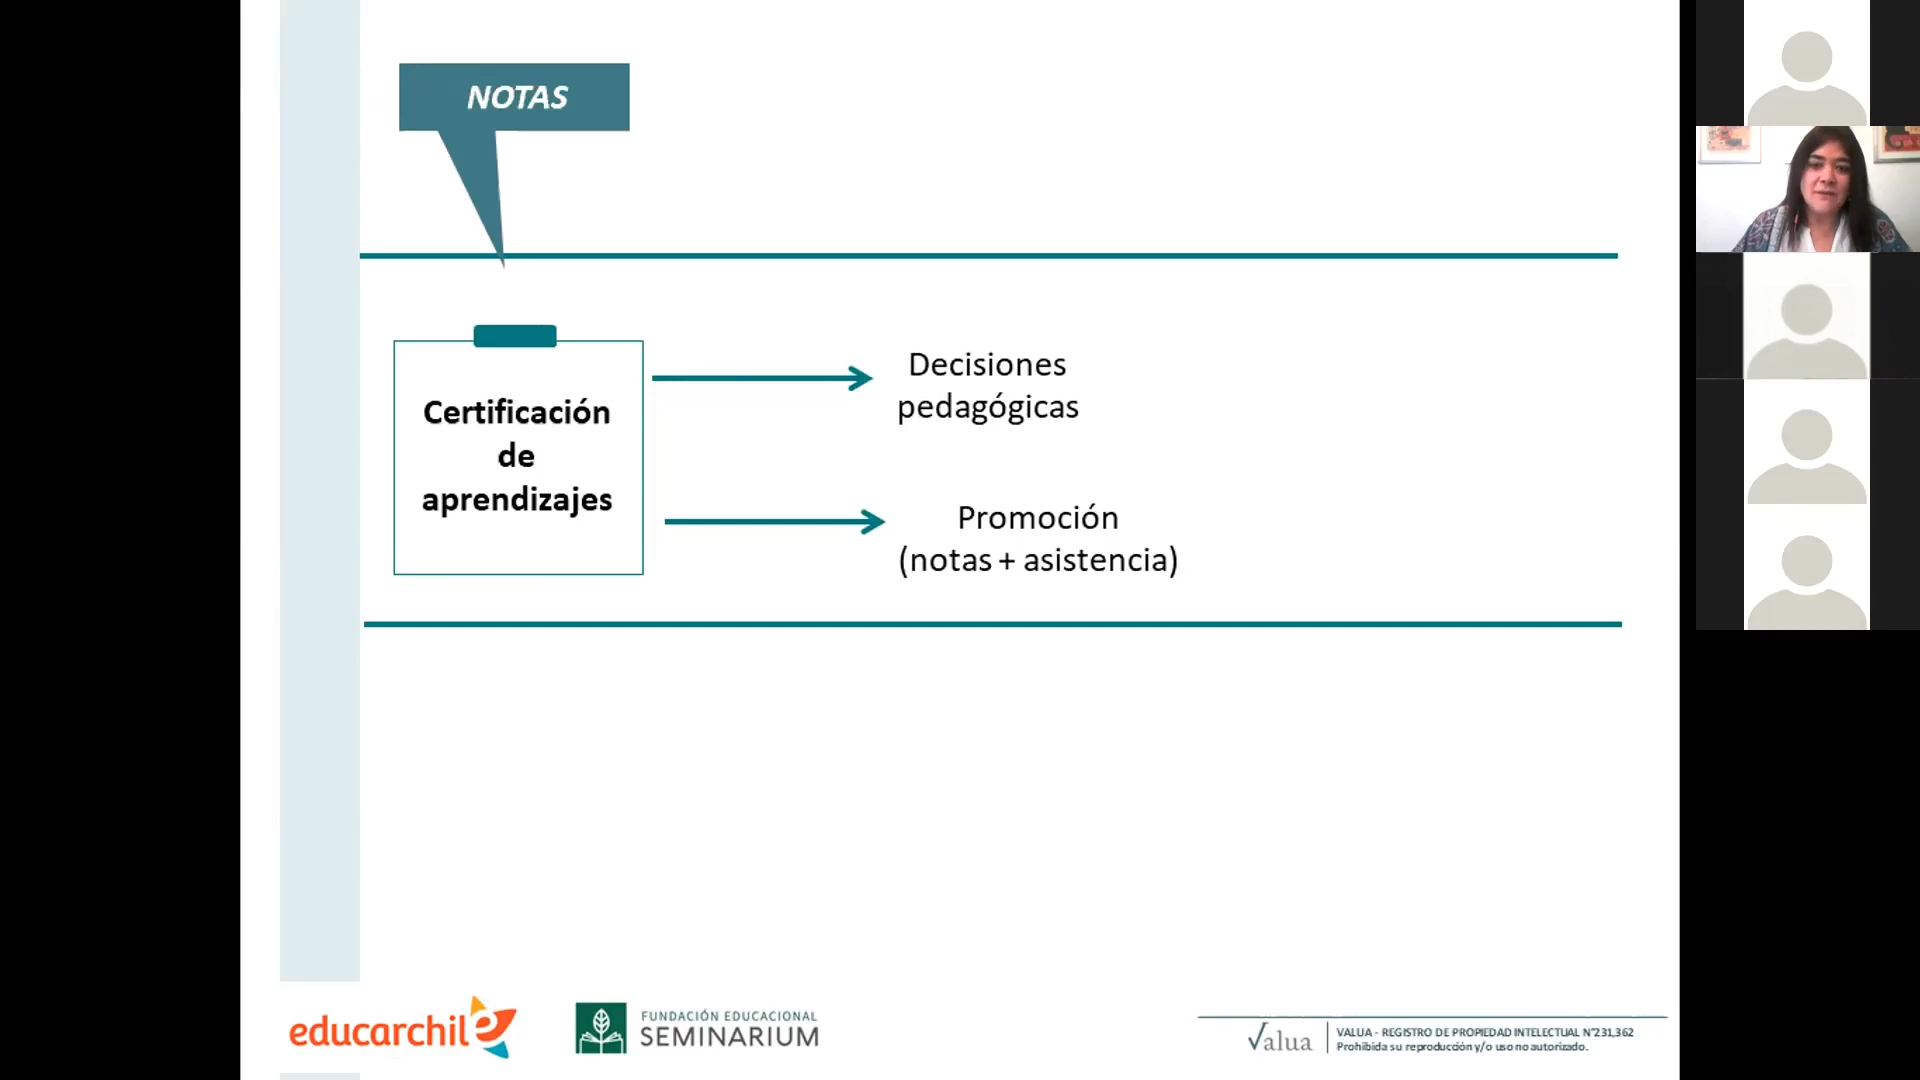 NOTAS
Certificación
de
aprendizajes
Decisiones
pedagógicas
Promoción
(notas + asistencia)
educarchile
FUNDACIÓN EDUCACIONAL
SEMINARIUM
Valua
VALUA - REGISTRO DE PROPIEDAD INTELECTUAL N°231,362
Prohibida su reproducción y/o uso no autorizado.